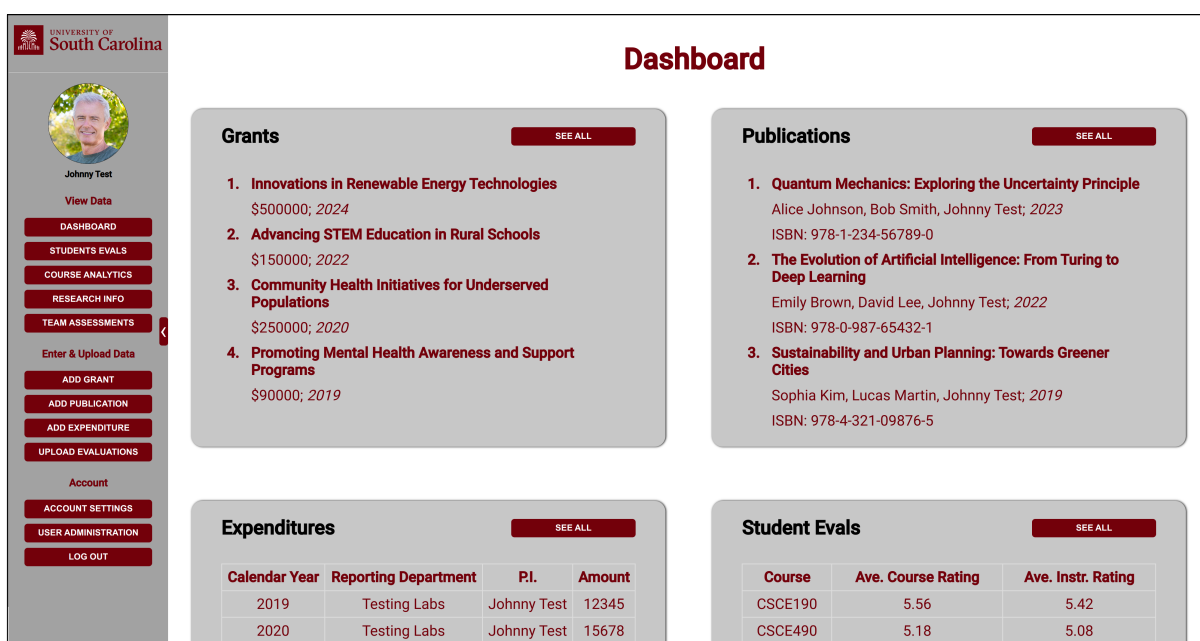 UNIVERSITY OF
South Carolina
Johnny Test
View Data
DASHBOARD
STUDENTS EVALS
COURSE ANALYTICS
RESEARCH INFO
TEAM ASSESSMENTS
Enter & Upload Data
ADD GRANT
ADD PUBLICATION
ADD EXPENDITURE
UPLOAD EVALUATIONS
Account
ACCOUNT SETTINGS
USER ADMINISTRATION
LOG OUT
Dashboard
Grants
SEE ALL
1. Innovations in Renewable Energy Technologies
$500000; 2024
2. Advancing STEM Education in Rural Schools
$150000; 2022
3. Community Health Initiatives for Underserved
Populations
$250000; 2020
4. Promoting Mental Health Awareness and Support
Programs
$90000; 2019
Publications
SEE ALL
1. Quantum Mechanics: Exploring the Uncertainty Principle
Alice Johnson, Bob Smith, Johnny Test; 2023
ISBN: 978-1-234-56789-0
2. The Evolution of Artificial Intelligence: From Turing to
Deep Learning
Emily Brown, David Lee, Johnny Test; 2022
ISBN: 978-0-987-65432-1
3. Sustainability and Urban Planning: Towards Greener
Cities
Sophia Kim, Lucas Martin, Johnny Test; 2019
ISBN: 978-4-321-09876-5
Expenditures
SEE ALL
Calendar Year Reporting Department P.I. Amount
2019 Testing Labs Johnny Test 12345
2020 Testing Labs Johnny Test 15678
Student Evals
SEE ALL
Course Ave. Course Rating Ave. Instr. Rating
CSCE190 5.56 5.42
CSCE490 5.18 5.08